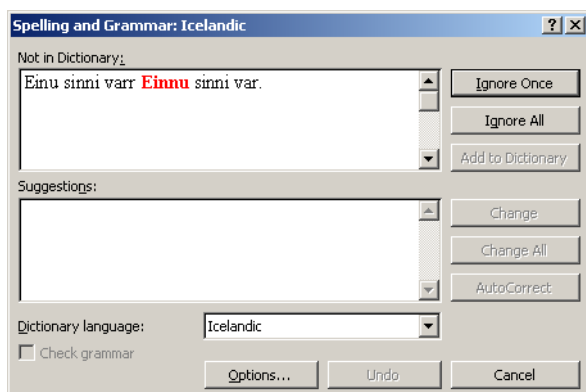 Spelling and Grammar: Icelandic
Not in Dictionary:
Einu sinni varr Einnu sinni var.
Ignore Once
Ignore All
Add to Dictionary
Suggestions:
Change
Change All
AutoCorrect
Dictionary language:
Icelandic
Check grammar
Options...
Undo
Cancel